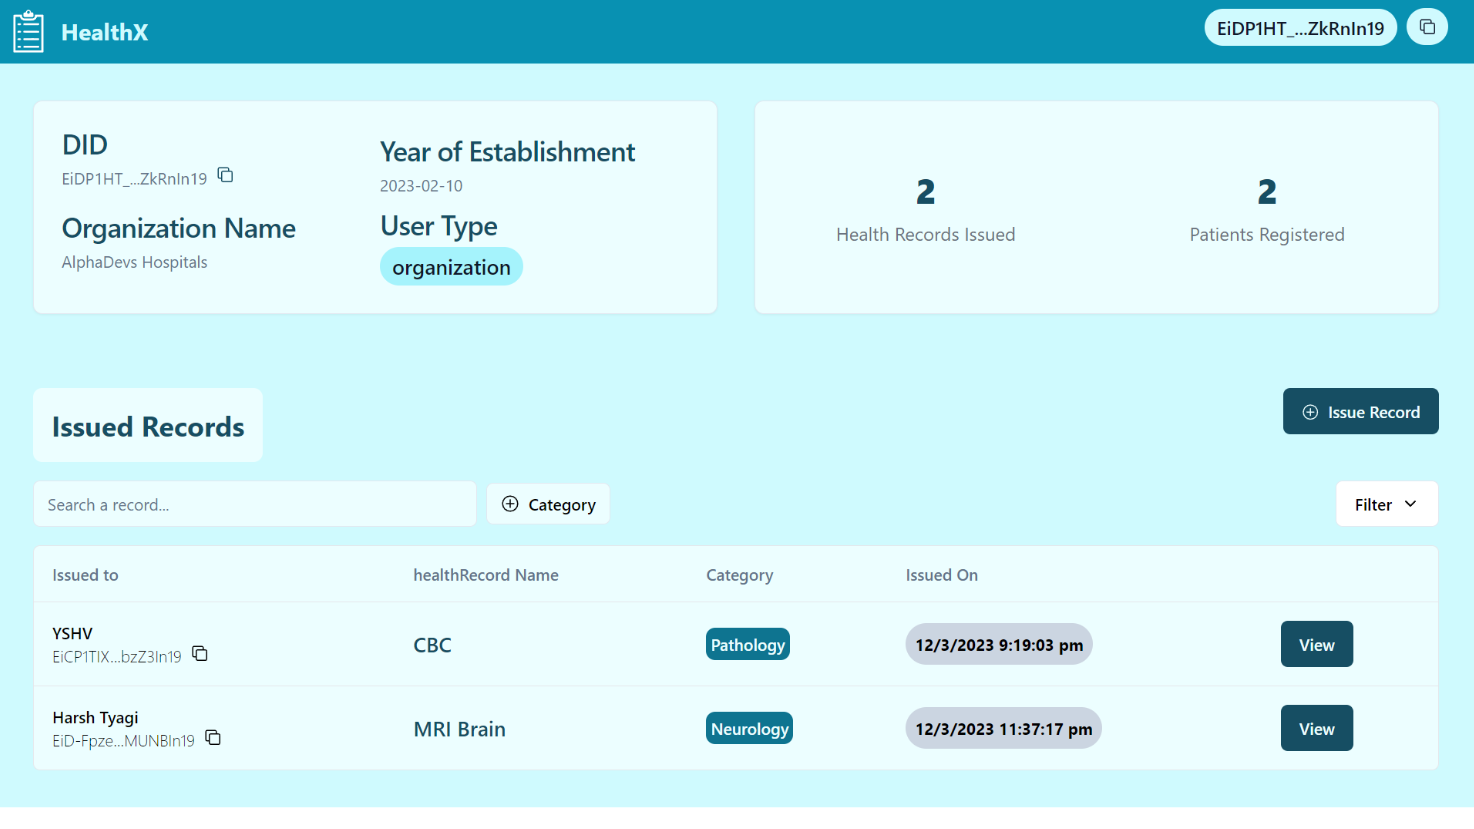 HealthX
EiDP1HT_...ZkRnIn19
DID
EiDP1HT_...ZkRnIn19
Organization Name
AlphaDevs Hospitals
Year of Establishment
2023-02-10
User Type
organization
2
Health Records Issued
2
Patients Registered
Issued Records
Issue Record
Search a record...
Category
Filter
Issued to healthRecord Name Category Issued On
YSHV
EiCP1TIX...bzZ3In19
CBC Pathology 12/3/2023 9:19:03 pm View
Harsh Tyagi
EiD-Fpze...MUNBIn19
MRI Brain Neurology 12/3/2023 11:37:17 pm View